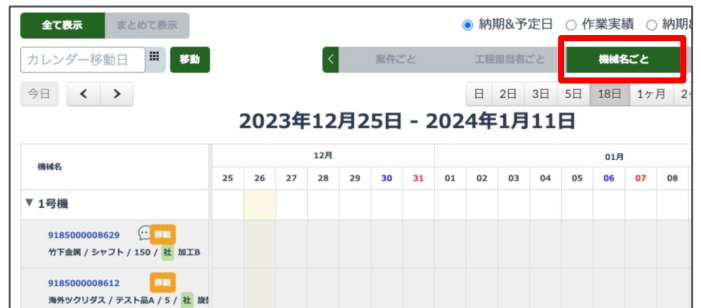 全て表示 まとめて表示 納期&予定日 作業実績
カレンダー移動日 移動 < 案件ごと 工程担当者ごと 機械名ごと
今日 < > 日 2日 3日 5日 18日 1ヶ月
2023年12月25日 - 2024年1月11日
機械名 12月 01月
25 26 27 28 29 30 31 01 02 03 04 05 06 07 08
▼ 1号機
9185000008629 詳細
竹下金属 / シャフト / 150 / 社 加工B
9185000008612 詳細
海外ツクリダス / テスト品A / 5 / 社